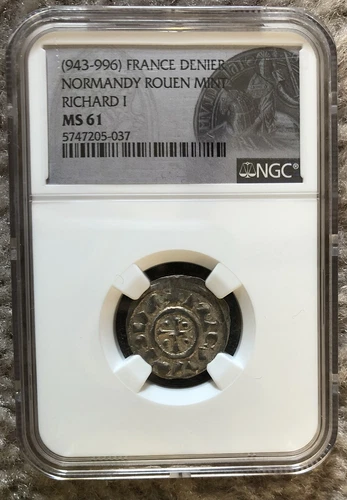 (943-996) FRANCE DENIER
NORMANDY ROUEN MINT
RICHARD I
MS 61
5747205-037
NGC®